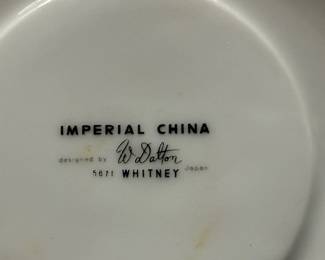 IMPERIAL CHINA
designed by W. Dalton
5671 WHITNEY Japan